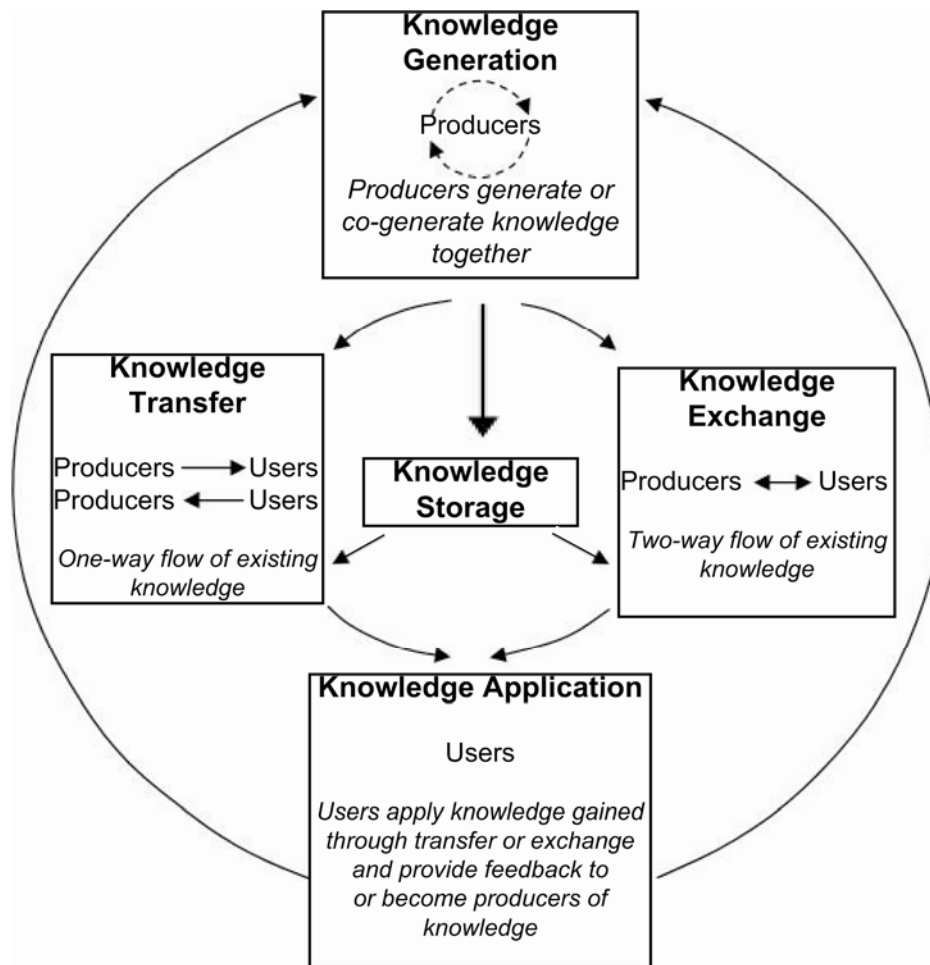 Knowledge
Generation
Producers
Producers generate or
co-generate knowledge
together
Knowledge
Transfer
Producers Users
Producers Users
One-way flow of existing
knowledge
Knowledge
Storage
Knowledge
Exchange
Producers Users
Two-way flow of existing
knowledge
Knowledge Application
Users
Users apply knowledge gained
through transfer or exchange
and provide feedback to
or become producers of
knowledge